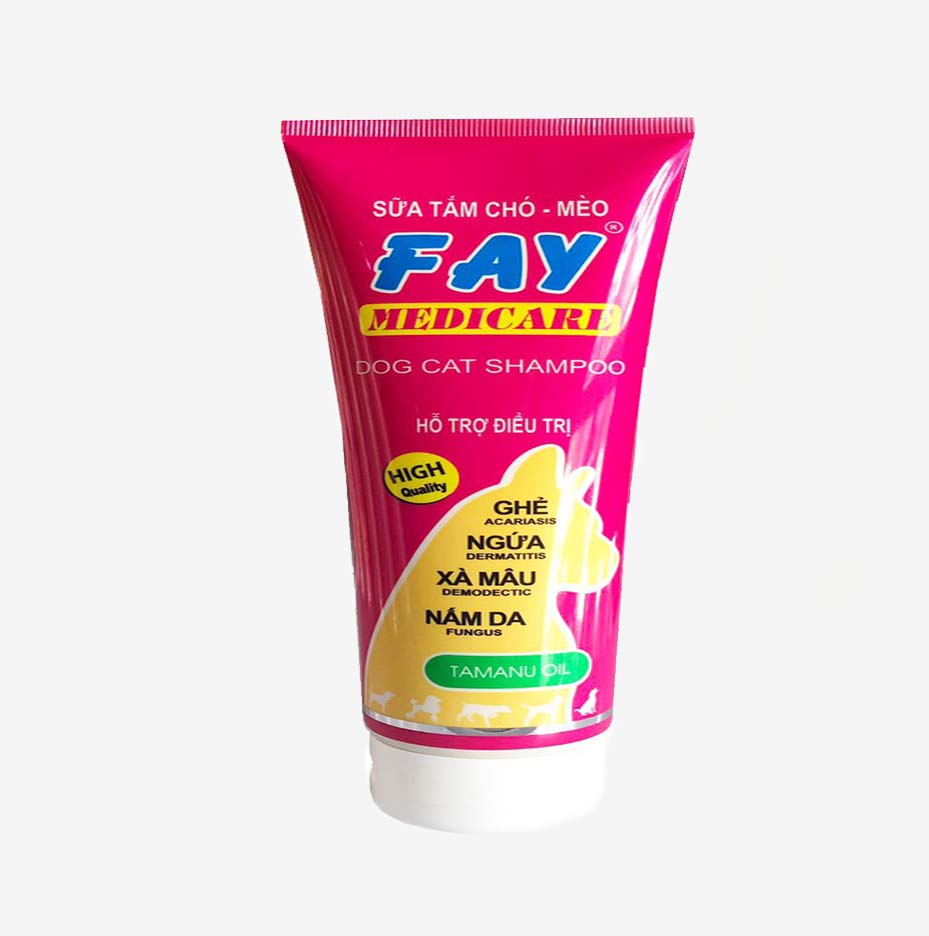 SỮA TẮM CHÓ - MÈO
FAY®
MEDICARE
DOG CAT SHAMPOO
HỖ TRỢ ĐIỀU TRỊ
HIGH
Quality
GHẺ
ACARIASIS
NGỨA
DERMATITIS
XÀ MÂU
DEMODECTIC
NẤM DA
FUNGUS
TAMANU OIL